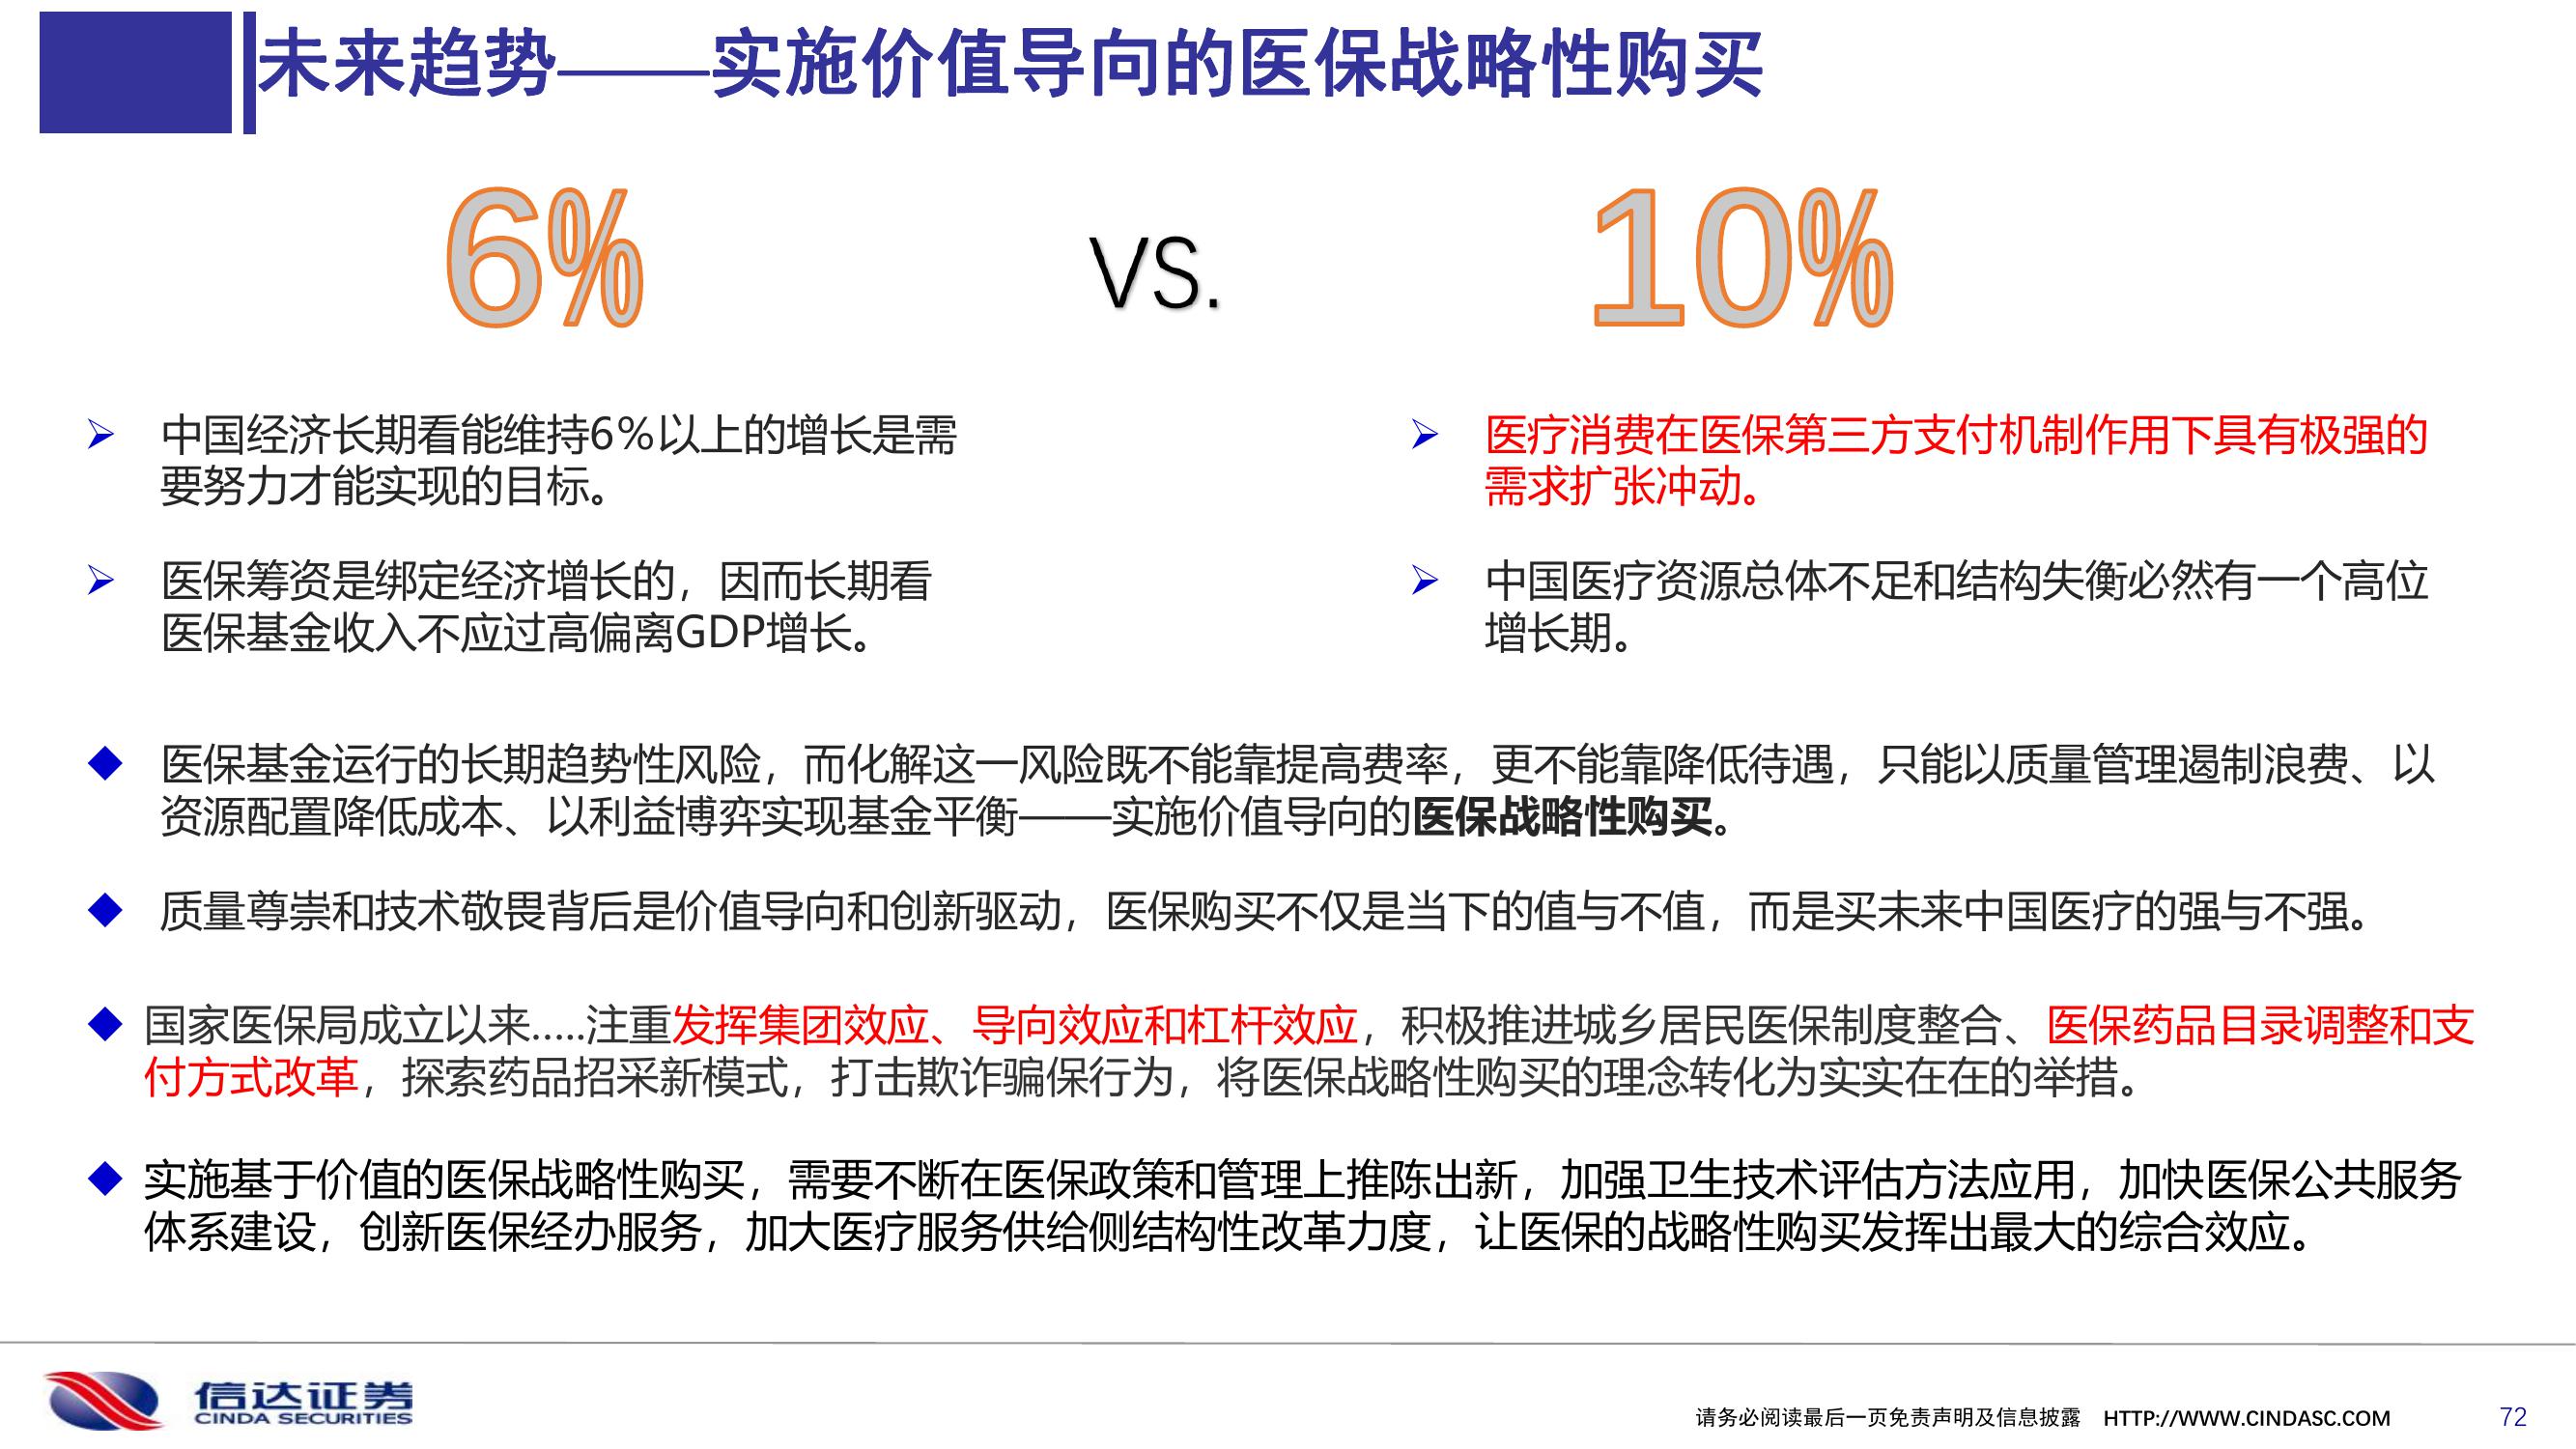 未来趋势——实施价值导向的医保战略性购买
6%
VS.
10%
中国经济长期看能维持6%以上的增长是需
要努力才能实现的目标。
医保筹资是绑定经济增长的，因而长期看
医保基金收入不应过高偏离GDP增长。
医疗消费在医保第三方支付机制作用下具有极强的
需求扩张冲动。
中国医疗资源总体不足和结构失衡必然有一个高位
增长期。
医保基金运行的长期趋势性风险，而化解这一风险既不能靠提高费率，更不能靠降低待遇，只能以质量管理遏制浪费、以
资源配置降低成本、以利益博弈实现基金平衡——实施价值导向的医保战略性购买。
质量尊崇和技术敬畏背后是价值导向和创新驱动，医保购买不仅是当下的值与不值，而是买未来中国医疗的强与不强。
国家医保局成立以来.....注重发挥集团效应、导向效应和杠杆效应，积极推进城乡居民医保制度整合、医保药品目录调整和支
付方式改革，探索药品招采新模式，打击欺诈骗保行为，将医保战略性购买的理念转化为实实在在的举措。
实施基于价值的医保战略性购买，需要不断在医保政策和管理上推陈出新，加强卫生技术评估方法应用，加快医保公共服务
体系建设，创新医保经办服务，加大医疗服务供给侧结构性改革力度，让医保的战略性购买发挥出最大的综合效应。
信达证券
CINDA SECURITIES
请务必阅读最后一页免责声明及信息披露 HTTP://WWW.CINDASC.COM 72